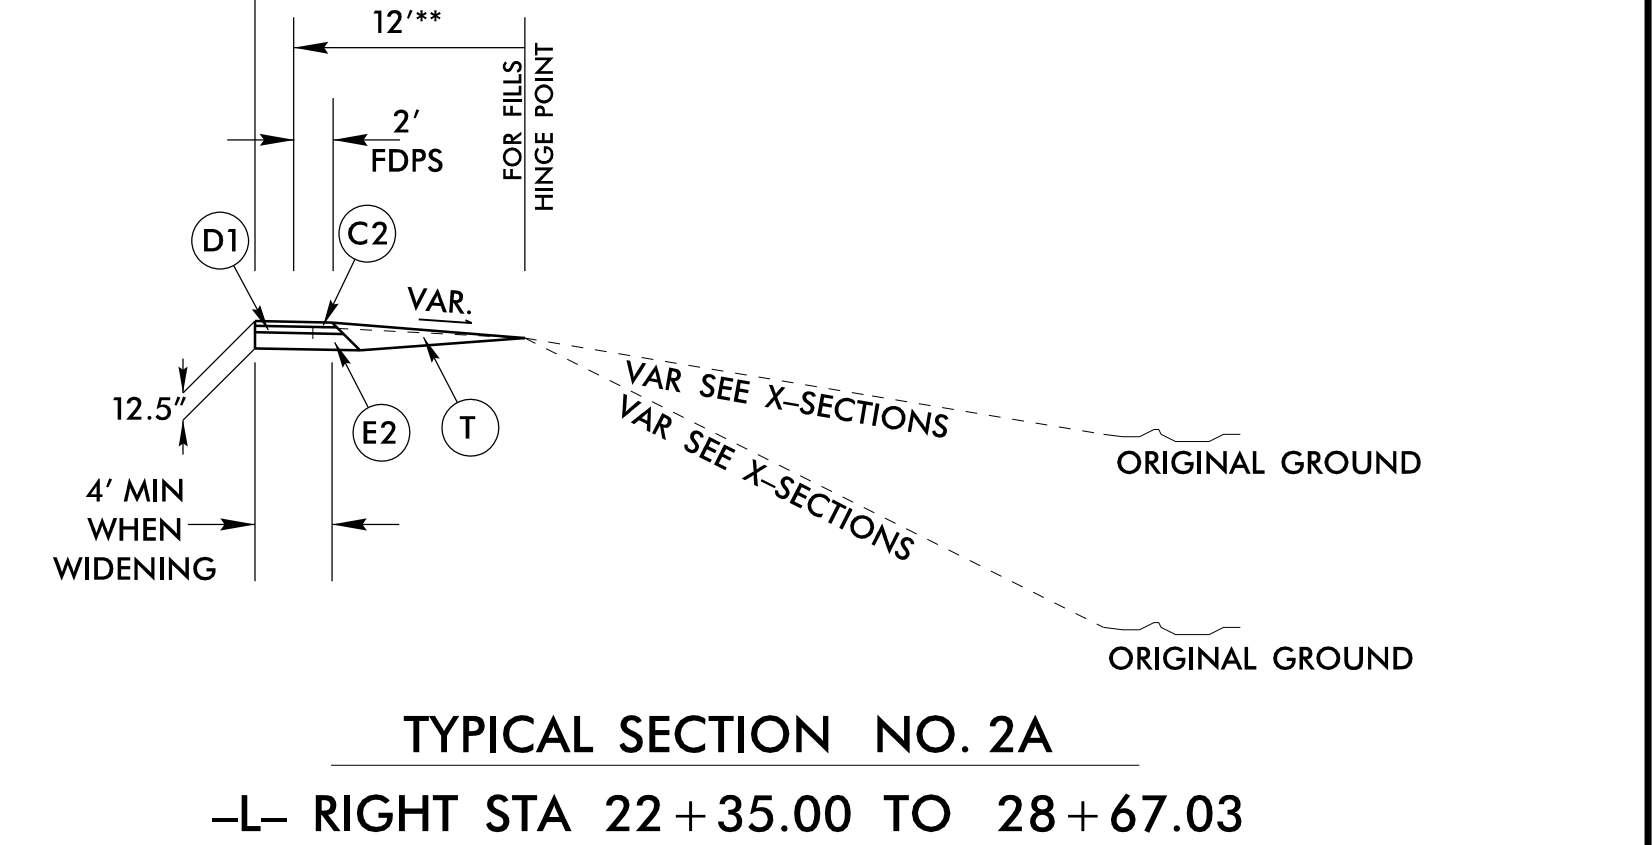 12'**
FOR FILLS
HINGE POINT
2'
FDPS
D1
C2
VAR.
12.5"
E2
T
VAR SEE X–SECTIONS
VAR SEE X–SECTIONS
ORIGINAL GROUND
4' MIN
WHEN
WIDENING
ORIGINAL GROUND
TYPICAL SECTION NO. 2A
–L– RIGHT STA 22+35.00 TO 28+67.03